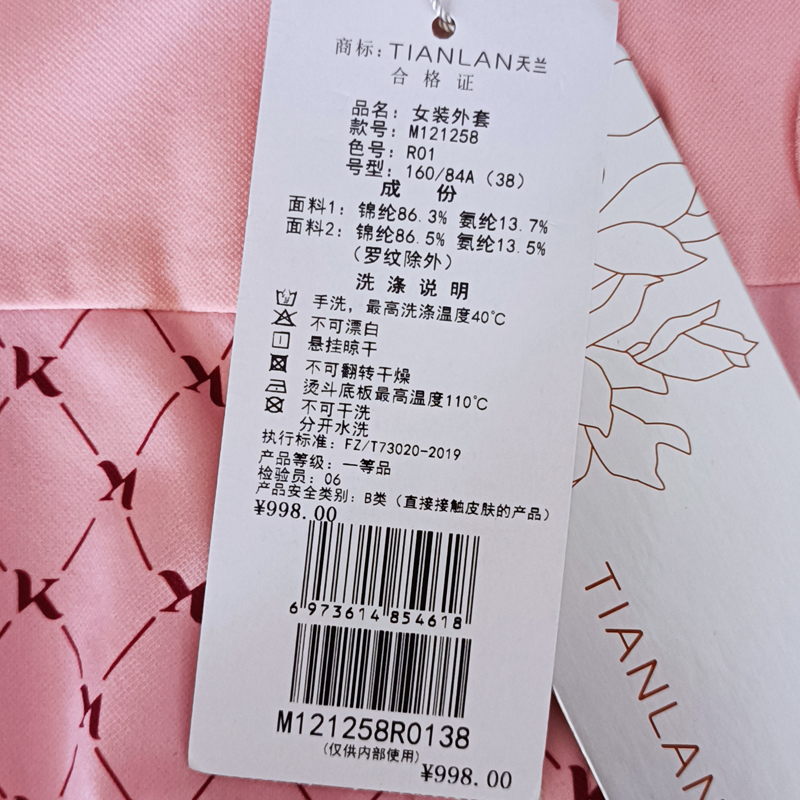 商标：TIANLAN天兰
合格证
品名：女装外套
款号：M121258
色号：R01
号型：160/84A（38）
成 份
面料1：锦纶86.3% 氨纶13.7%
面料2：锦纶86.5% 氨纶13.5%
（罗纹除外）
洗涤说明
手洗，最高洗涤温度40℃
不可漂白
悬挂晾干
不可翻转干燥
烫斗底板最高温度110℃
不可干洗
分开水洗
执行标准：FZ/T73020-2019
产品等级：一等品
检验员：06
产品安全类别：B类（直接接触皮肤的产品）
¥998.00
6973614854618
M121258R0138
（仅供内部使用）
¥998.00
TIANLAN